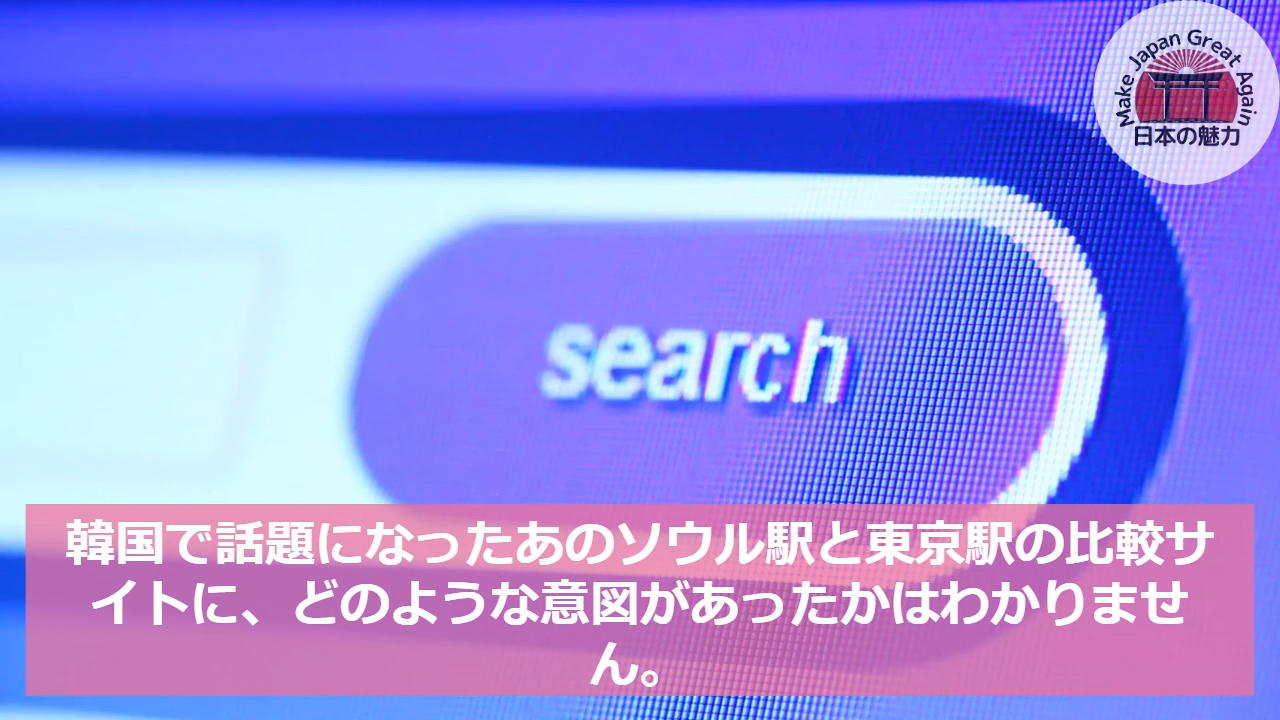 Make Japan Great Again
日本の魅力
search
韓国で話題になったあのソウル駅と東京駅の比較サ
イトに、どのような意図があったかはわかりませ
ん。